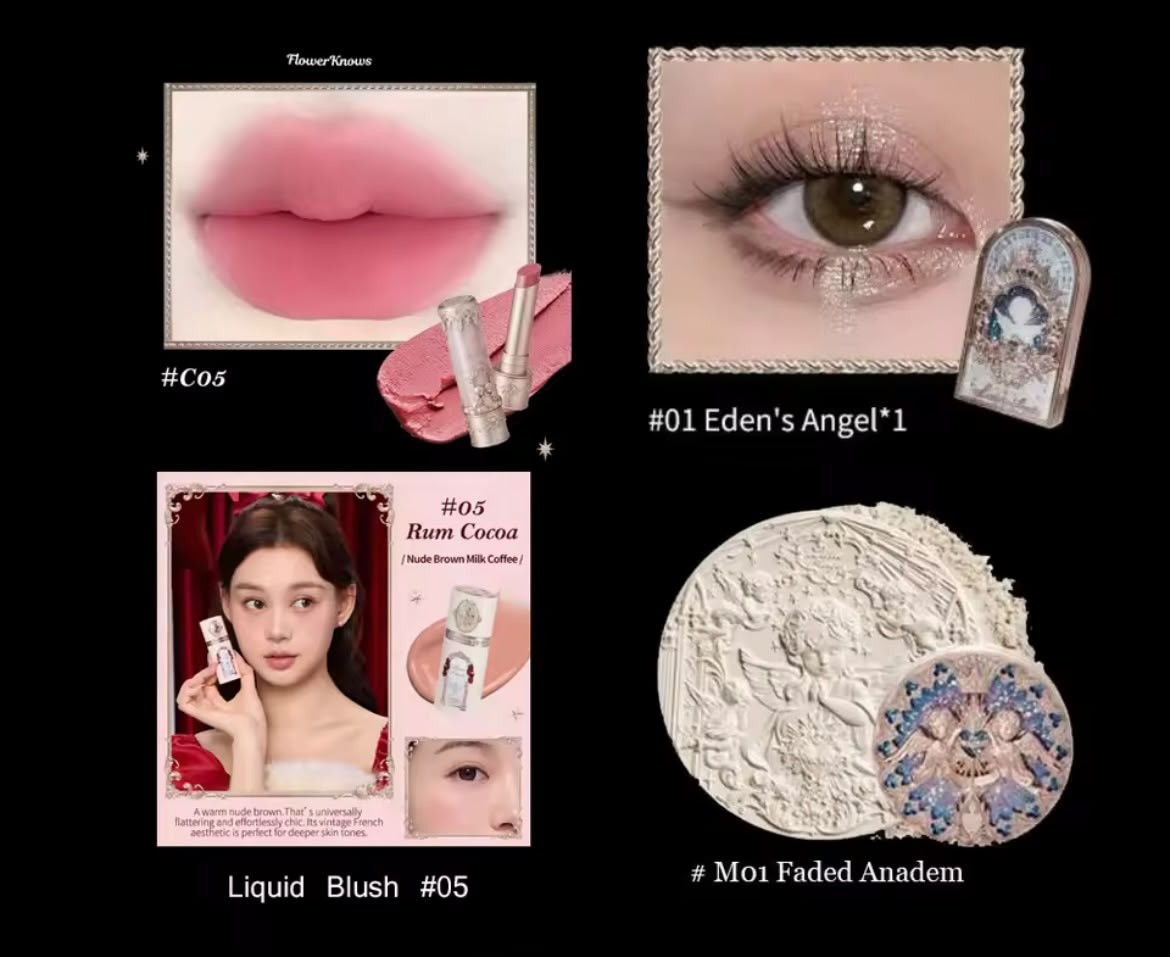 FlowerKnows
#C05
#01 Eden's Angel*1
#05
Rum Cocoa
/ Nude Brown Milk Coffee /
A warm nude brown.That's universally
flattering and effortlessly chic. Its vintage French
aesthetic is perfect for deeper skin tones.
Liquid Blush #05
# M01 Faded Anadem